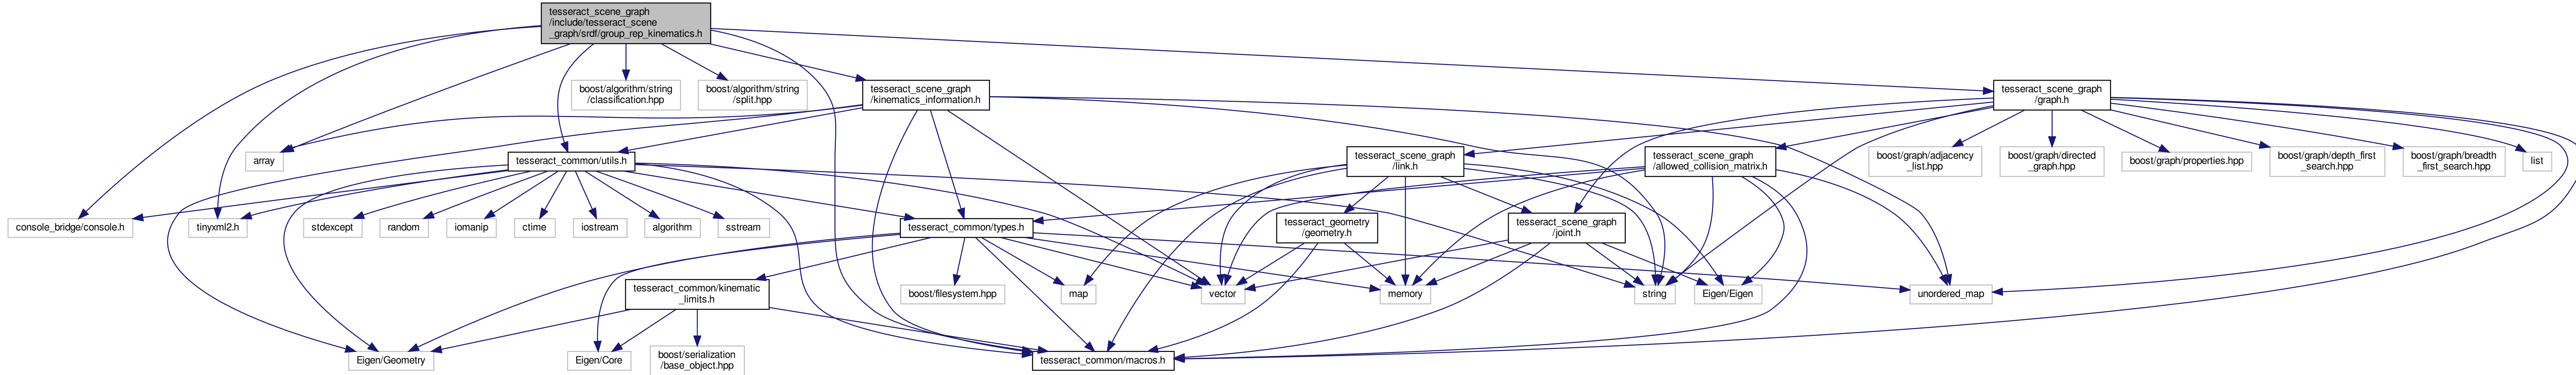 tesseract_scene_graph
/include/tesseract_scene
_graph/srdf/group_rep_kinematics.h
boost/algorithm/string
/classification.hpp
boost/algorithm/string
/split.hpp
tesseract_scene_graph
/kinematics_information.h
tesseract_scene_graph
/graph.h
array
tesseract_common/utils.h
tesseract_scene_graph
/link.h
tesseract_scene_graph
/allowed_collision_matrix.h
boost/graph/adjacency
_list.hpp
boost/graph/directed
_graph.hpp
boost/graph/properties.hpp
boost/graph/depth_first
_search.hpp
boost/graph/breadth
_first_search.hpp
list
console_bridge/console.h
tinyxml2.h
stdexcept
random
iomanip
ctime
iostream
algorithm
sstream
tesseract_common/types.h
tesseract_geometry
/geometry.h
tesseract_scene_graph
/joint.h
tesseract_common/kinematic
_limits.h
boost/filesystem.hpp
map
vector
memory
string
Eigen/Eigen
unordered_map
Eigen/Geometry
Eigen/Core
boost/serialization
/base_object.hpp
tesseract_common/macros.h